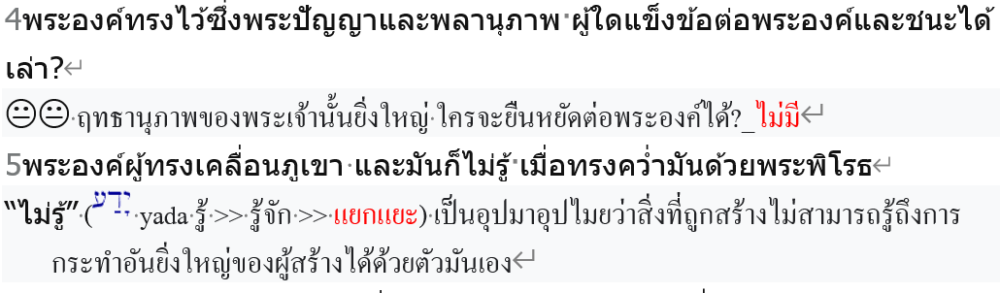 4พระองค์ทรงไว้ซึ่งพระปัญญาและพลานุภาพ ผู้ใดแข็งข้อต่อพระองค์และชนะได้
เล่า?
😐😐 ฤทธานุภาพของพระเจ้านั้นยิ่งใหญ่ ใครจะยืนหยัดต่อพระองค์ได้?_ไม่มี
5พระองค์ผู้ทรงเคลื่อนภูเขา และมันก็ไม่รู้ เมื่อทรงคว่ำมันด้วยพระพิโรธ
“ไม่รู้” (יָדַע yada รู้ >> รู้จัก >> แยกแยะ) เป็นอุปมาอุปไมยว่าสิ่งที่ถูกสร้างไม่สามารถรู้ถึงการ
กระทำอันยิ่งใหญ่ของผู้สร้างได้ด้วยตัวมันเอง